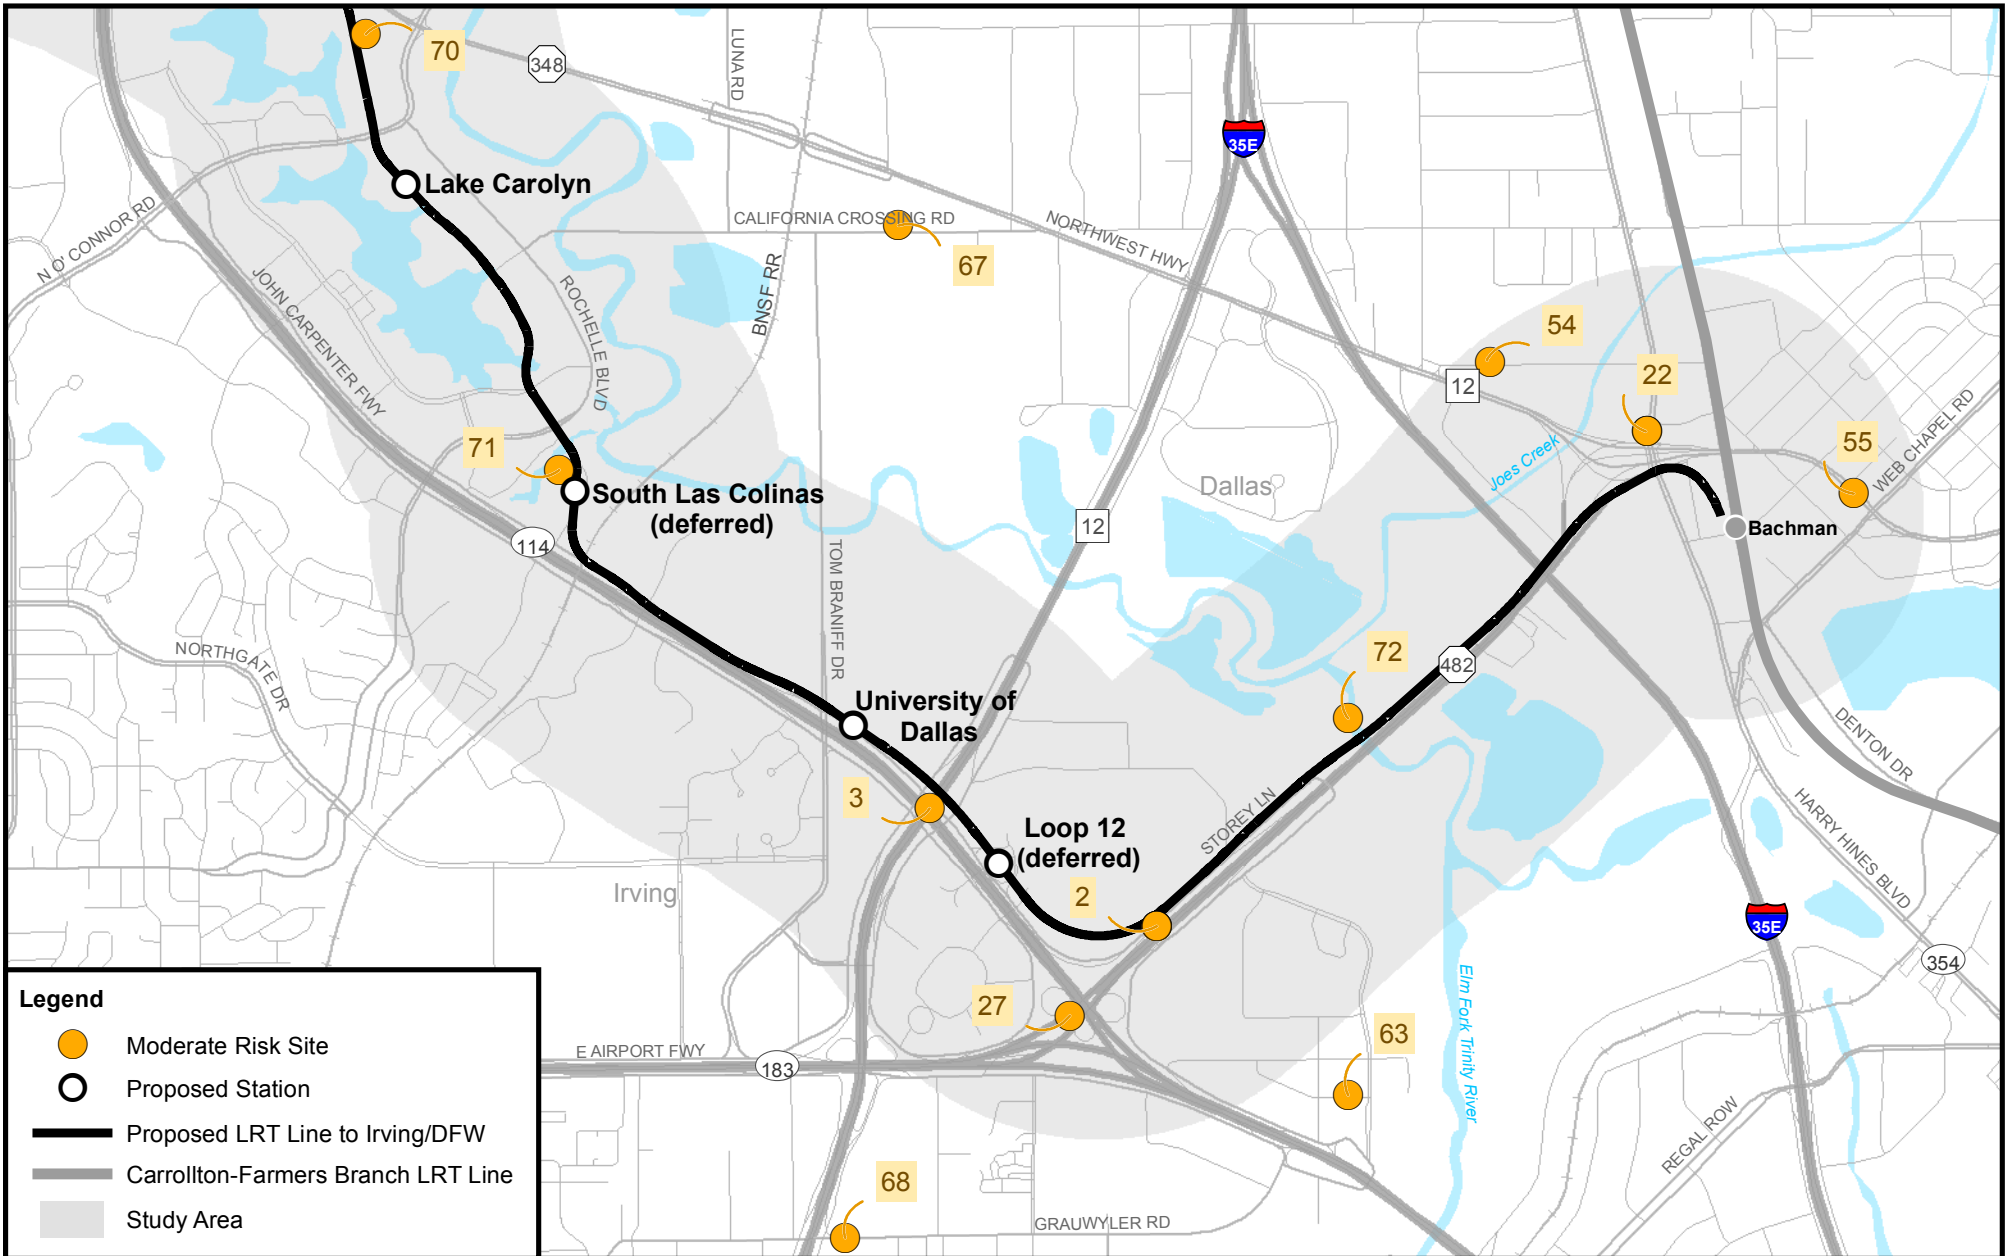 70
348
LUNA RD
35E
Lake Carolyn
N O' CONNOR RD
CALIFORNIA CROSSING RD
67
NORTHWEST HWY
JOHN CARPENTER FWY
ROCHELLE BLVD
BNSF RR
54
12
22
55
WEB CHAPEL RD
Joes Creek
71
South Las Colinas
(deferred)
114
Dallas
12
Bachman
TOM BRANIFF DR
NORTHGATE DR
72
482
University of
Dallas
DENTON DR
3
Loop 12
(deferred)
STOREY LN
HARRY HINES BLVD
Irving
2
35E
354
27
63
Elm Fork Trinity River
E AIRPORT FWY
183
REGAL ROW
68
GRAUWYLER RD
Legend
Moderate Risk Site
Proposed Station
Proposed LRT Line to Irving/DFW
Carrollton-Farmers Branch LRT Line
Study Area